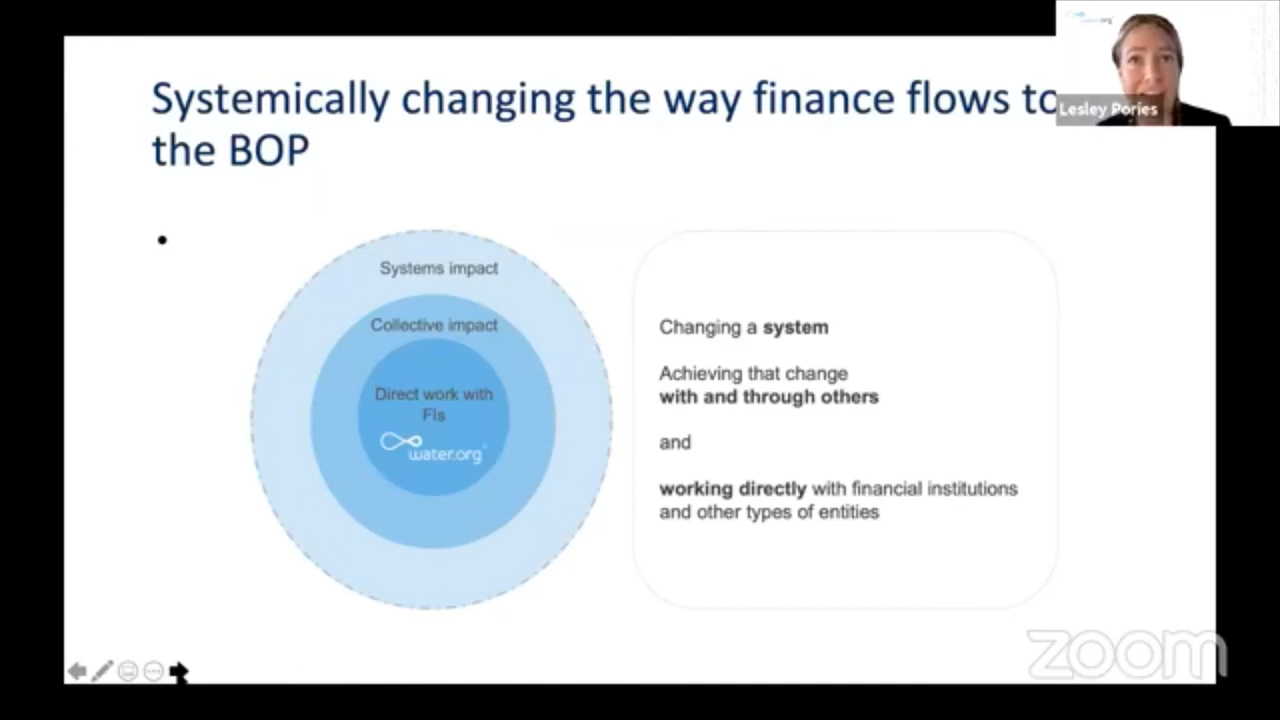 Systemically changing the way finance flows to
the BOP
water.org
Lesley Pories
•
Systems impact
Collective impact
Direct work with
FIs
water.org
Changing a system
Achieving that change
with and through others
and
working directly with financial institutions
and other types of entities
zoom